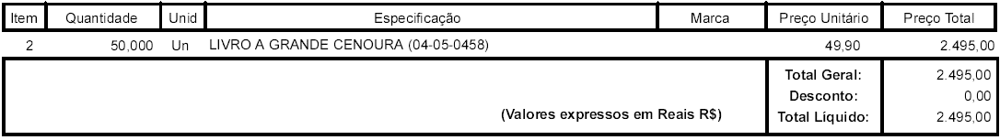 Item Quantidade Unid Especificação Marca Preço Unitário Preço Total
2 50,000 Un LIVRO A GRANDE CENOURA (04-05-0458) 49,90 2.495,00
Total Geral: 2.495,00
Desconto: 0,00
(Valores expressos em Reais R$) Total Líquido: 2.495,00